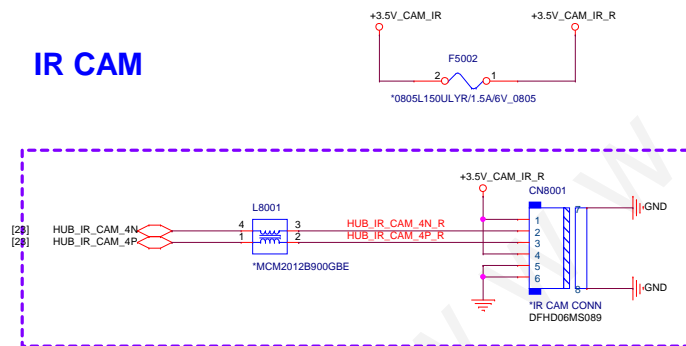 +3.5V_CAM_IR
+3.5V_CAM_IR_R
IR CAM
F5002
2
1
*0805L150ULYR/1.5A/6V_0805
+3.5V_CAM_IR_R
CN8001
L8001
7
GND
1
[23] HUB_IR_CAM_4N 4 3 HUB_IR_CAM_4N_R 2
[23] HUB_IR_CAM_4P 1 2 HUB_IR_CAM_4P_R 3
4
5
6
*MCM2012B900GBE
8
GND
*IR CAM CONN
DFHD06MS089
W W W